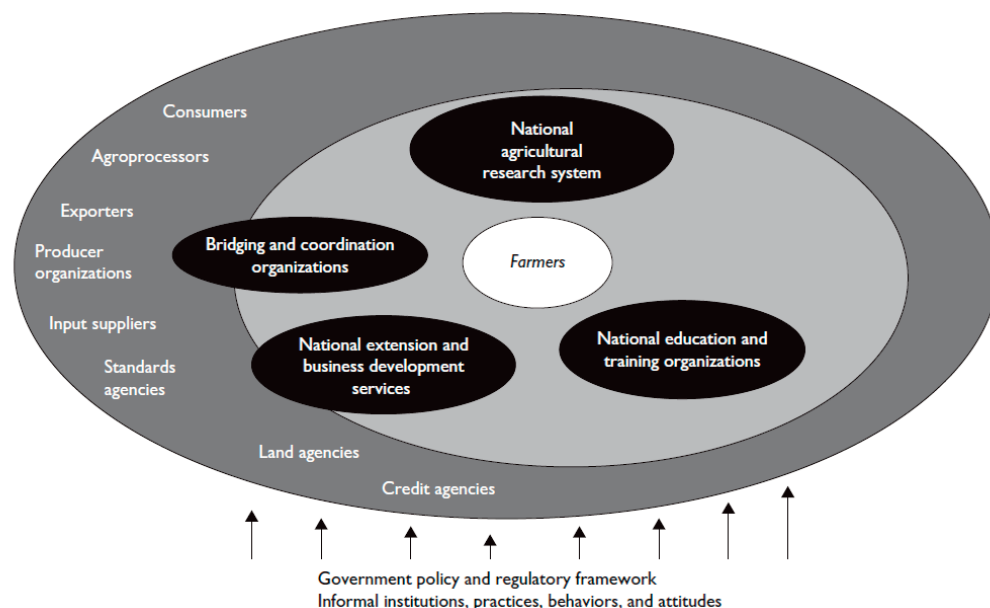 Consumers
National
agricultural
research system
Agroprocessors
Exporters
Producer
organizations
Bridging and coordination
organizations
Farmers
Input suppliers
National extension and
business development
services
National education and
training organizations
Standards
agencies
Land agencies
Credit agencies
Government policy and regulatory framework
Informal institutions, practices, behaviors, and attitudes